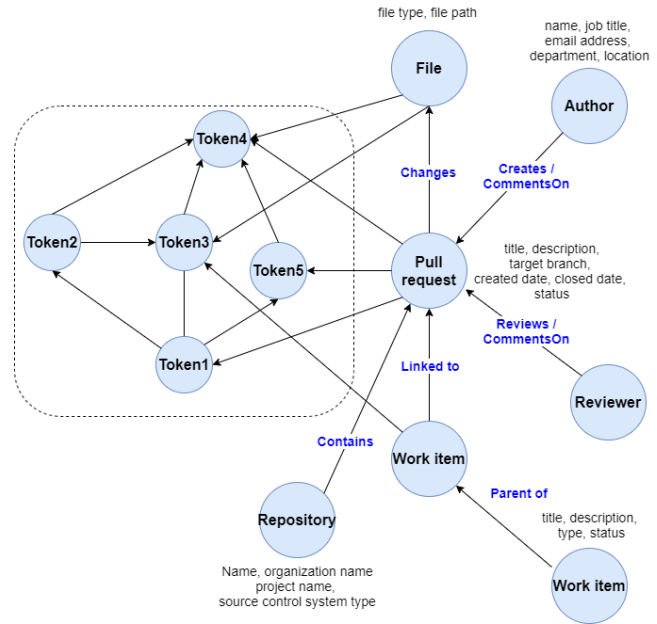 file type, file path
name, job title,
email address,
department, location
File
Author
Token4
Changes
Creates /
CommentsOn
Token2
Token3
Token5
Pull
request
title, description,
target branch,
created date, closed date,
status
Reviews /
CommentsOn
Token1
Linked to
Reviewer
Contains
Work item
Parent of
Repository
title, description,
type, status
Name, organization name
project name,
source control system type
Work item